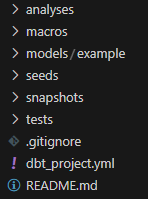 analyses
macros
models/example
seeds
snapshots
tests
.gitignore
dbt_project.yml
README.md